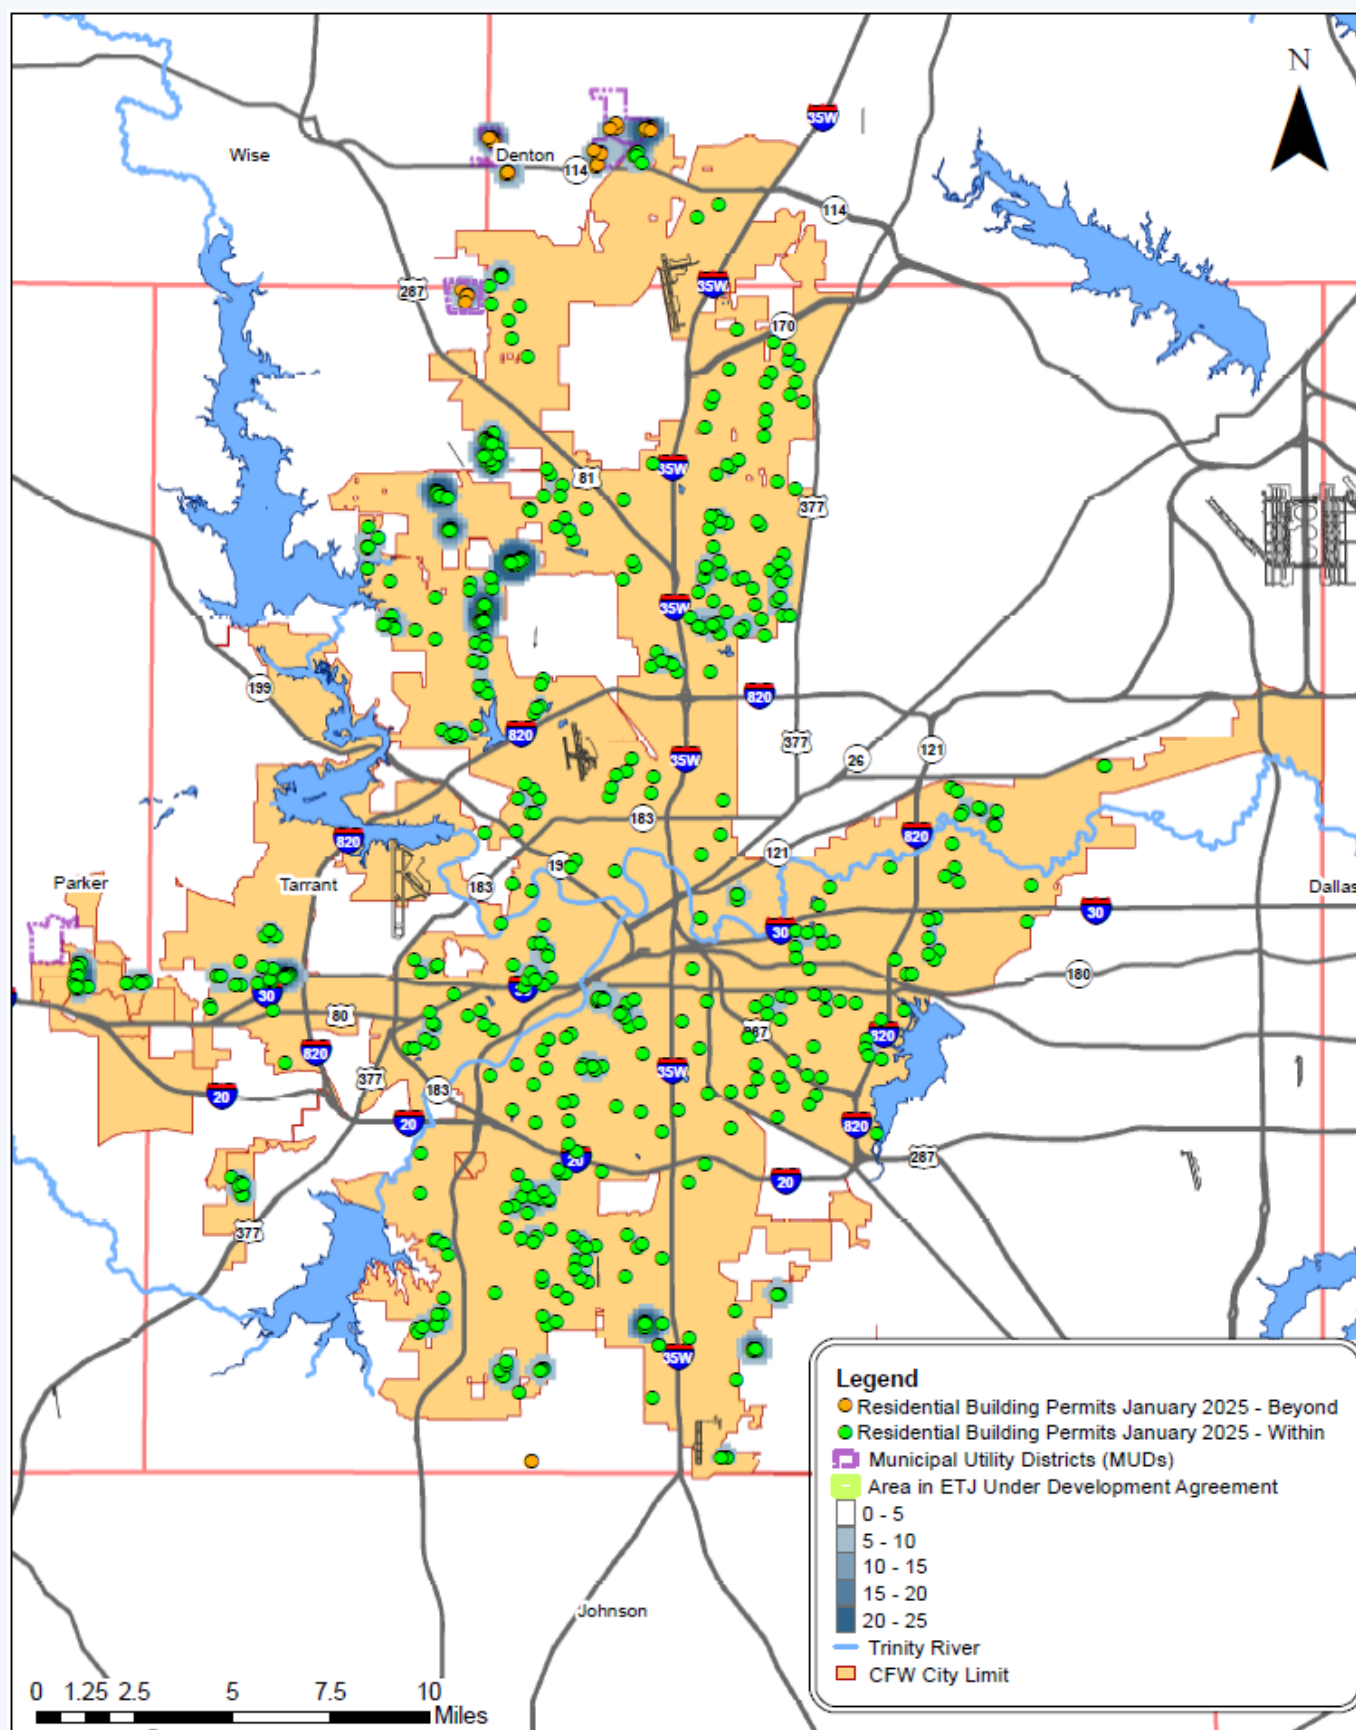 N
35W
Wise
Denton
114
114
287
35W
170
35W
81
377
35W
199
820
820
377
121
26
35W
183
820
820
121
183
Parker
Tarrant
Dallas
30
30
180
30
80
820
820
35W
377
183
20
20
820
287
20
20
377
35W
Legend
Residential Building Permits January 2025 - Beyond
Residential Building Permits January 2025 - Within
Municipal Utility Districts (MUDs)
Area in ETJ Under Development Agreement
0 - 5
5 - 10
10 - 15
15 - 20
20 - 25
Trinity River
CFW City Limit
Johnson
0 1.25 2.5 5 7.5 10
Miles